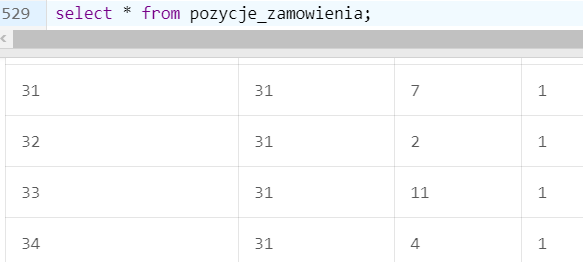 529 select * from pozycje_zamowienia;
31 31 7 1
32 31 2 1
33 31 11 1
34 31 4 1